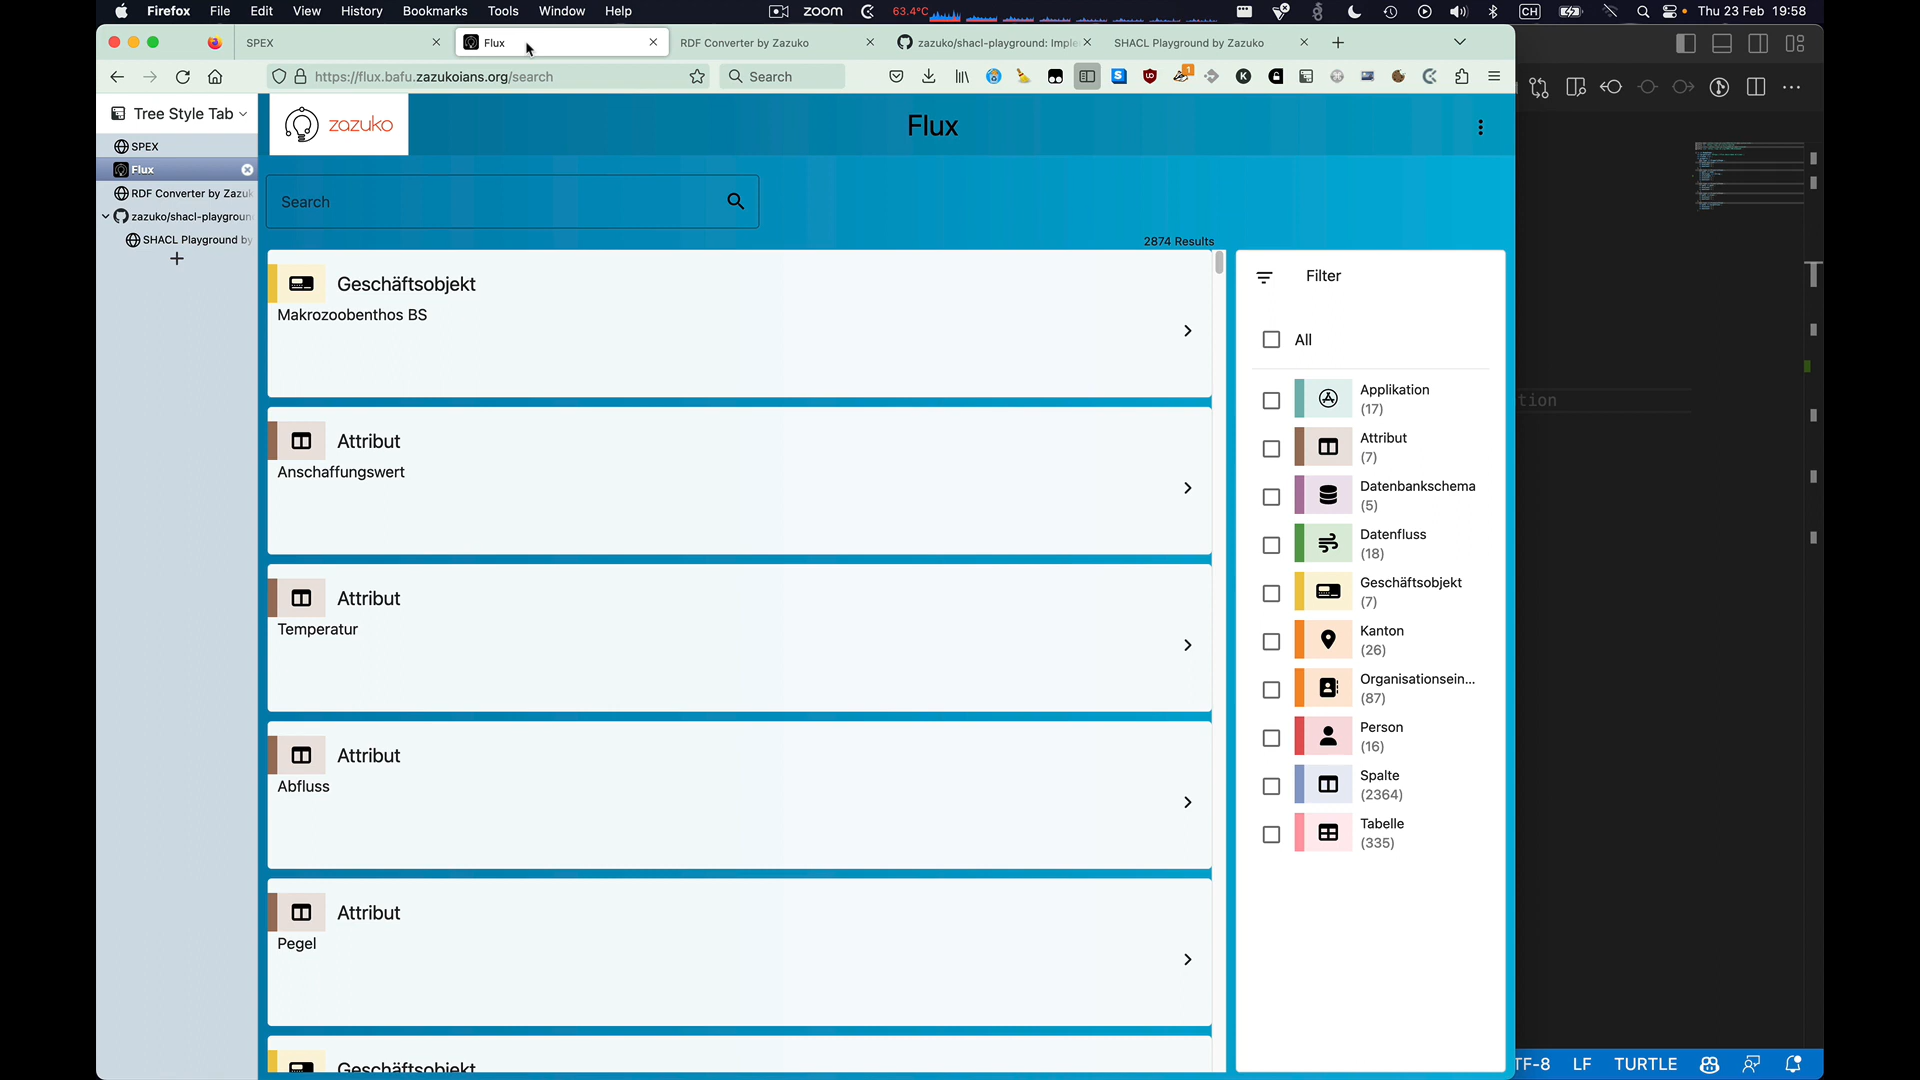 Firefox File Edit View History Bookmarks Tools Window Help zoom 63.4°C CH Thu 23 Feb 19:58
SPEX Flux RDF Converter by Zazuko zazuko/shacl-playground: Imple SHACL Playground by Zazuko
https://flux.bafu.zazukoians.org/search Search
Tree Style Tab
SPEX
Flux
RDF Converter by Zazuk
zazuko/shacl-playground
SHACL Playground by
zazuko
Flux
Search
2874 Results
Geschäftsobjekt
Makrozoobenthos BS
Attribut
Anschaffungswert
Attribut
Temperatur
Attribut
Abfluss
Attribut
Pegel
Geschäftsobjekt
Filter
All
Applikation
(17)
Attribut
(7)
Datenbankschema
(5)
Datenfluss
(18)
Geschäftsobjekt
(7)
Kanton
(26)
Organisationsein...
(87)
Person
(16)
Spalte
(2364)
Tabelle
(335)
tion
TF-8 LF TURTLE